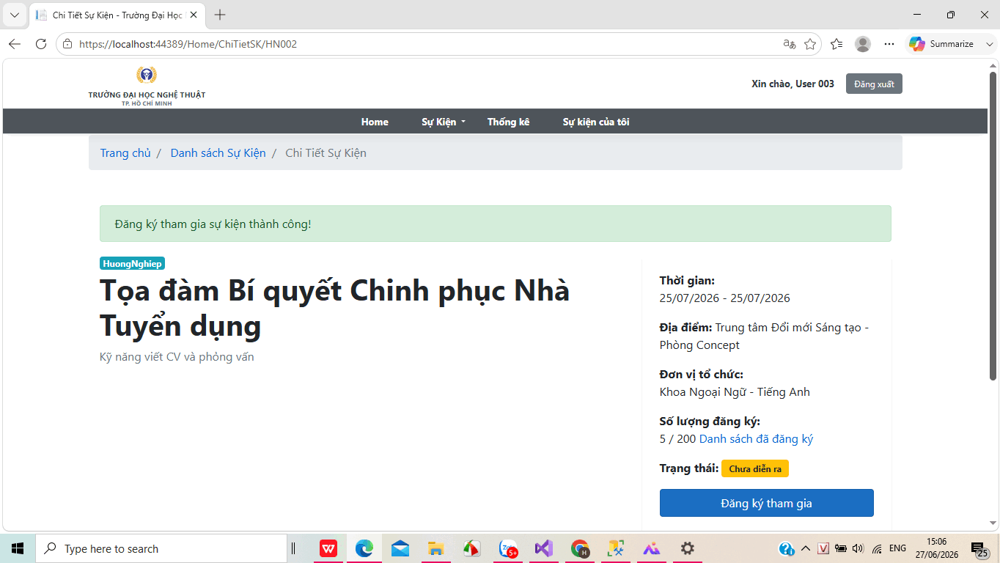 Chi Tiết Sự Kiện - Trường Đại Học
https://localhost:44389/Home/ChiTietSK/HN002
Summarize
TRƯỜNG ĐẠI HỌC NGHỆ THUẬT
TP. HỒ CHÍ MINH
Xin chào, User 003
Đăng xuất
Home Sự Kiện Thống kê Sự kiện của tôi
Trang chủ / Danh sách Sự Kiện / Chi Tiết Sự Kiện
Đăng ký tham gia sự kiện thành công!
HuongNghiep
Tọa đàm Bí quyết Chinh phục Nhà
Tuyển dụng
Kỹ năng viết CV và phỏng vấn
Thời gian:
25/07/2026 - 25/07/2026
Địa điểm: Trung tâm Đổi mới Sáng tạo -
Phòng Concept
Đơn vị tổ chức:
Khoa Ngoại Ngữ - Tiếng Anh
Số lượng đăng ký:
5 / 200 Danh sách đã đăng ký
Trạng thái: Chưa diễn ra
Đăng ký tham gia
Type here to search
ENG
15:06
27/06/2026
25